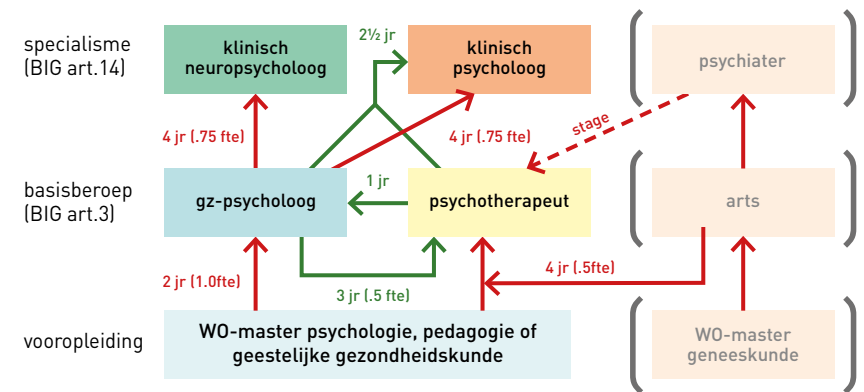 specialisme
(BIG art.14)
klinisch
neuropsycholoog
2½ jr
klinisch
psycholoog
psychiater
4 jr (.75 fte)
4 jr (.75 fte)
stage
basisberoep
(BIG art.3)
gz-psycholoog
1 jr
psychotherapeut
arts
2 jr (1.0fte)
3 jr (.5 fte)
4 jr (.5fte)
vooropleiding
WO-master psychologie, pedagogie of
geestelijke gezondheidskunde
WO-master
geneeskunde